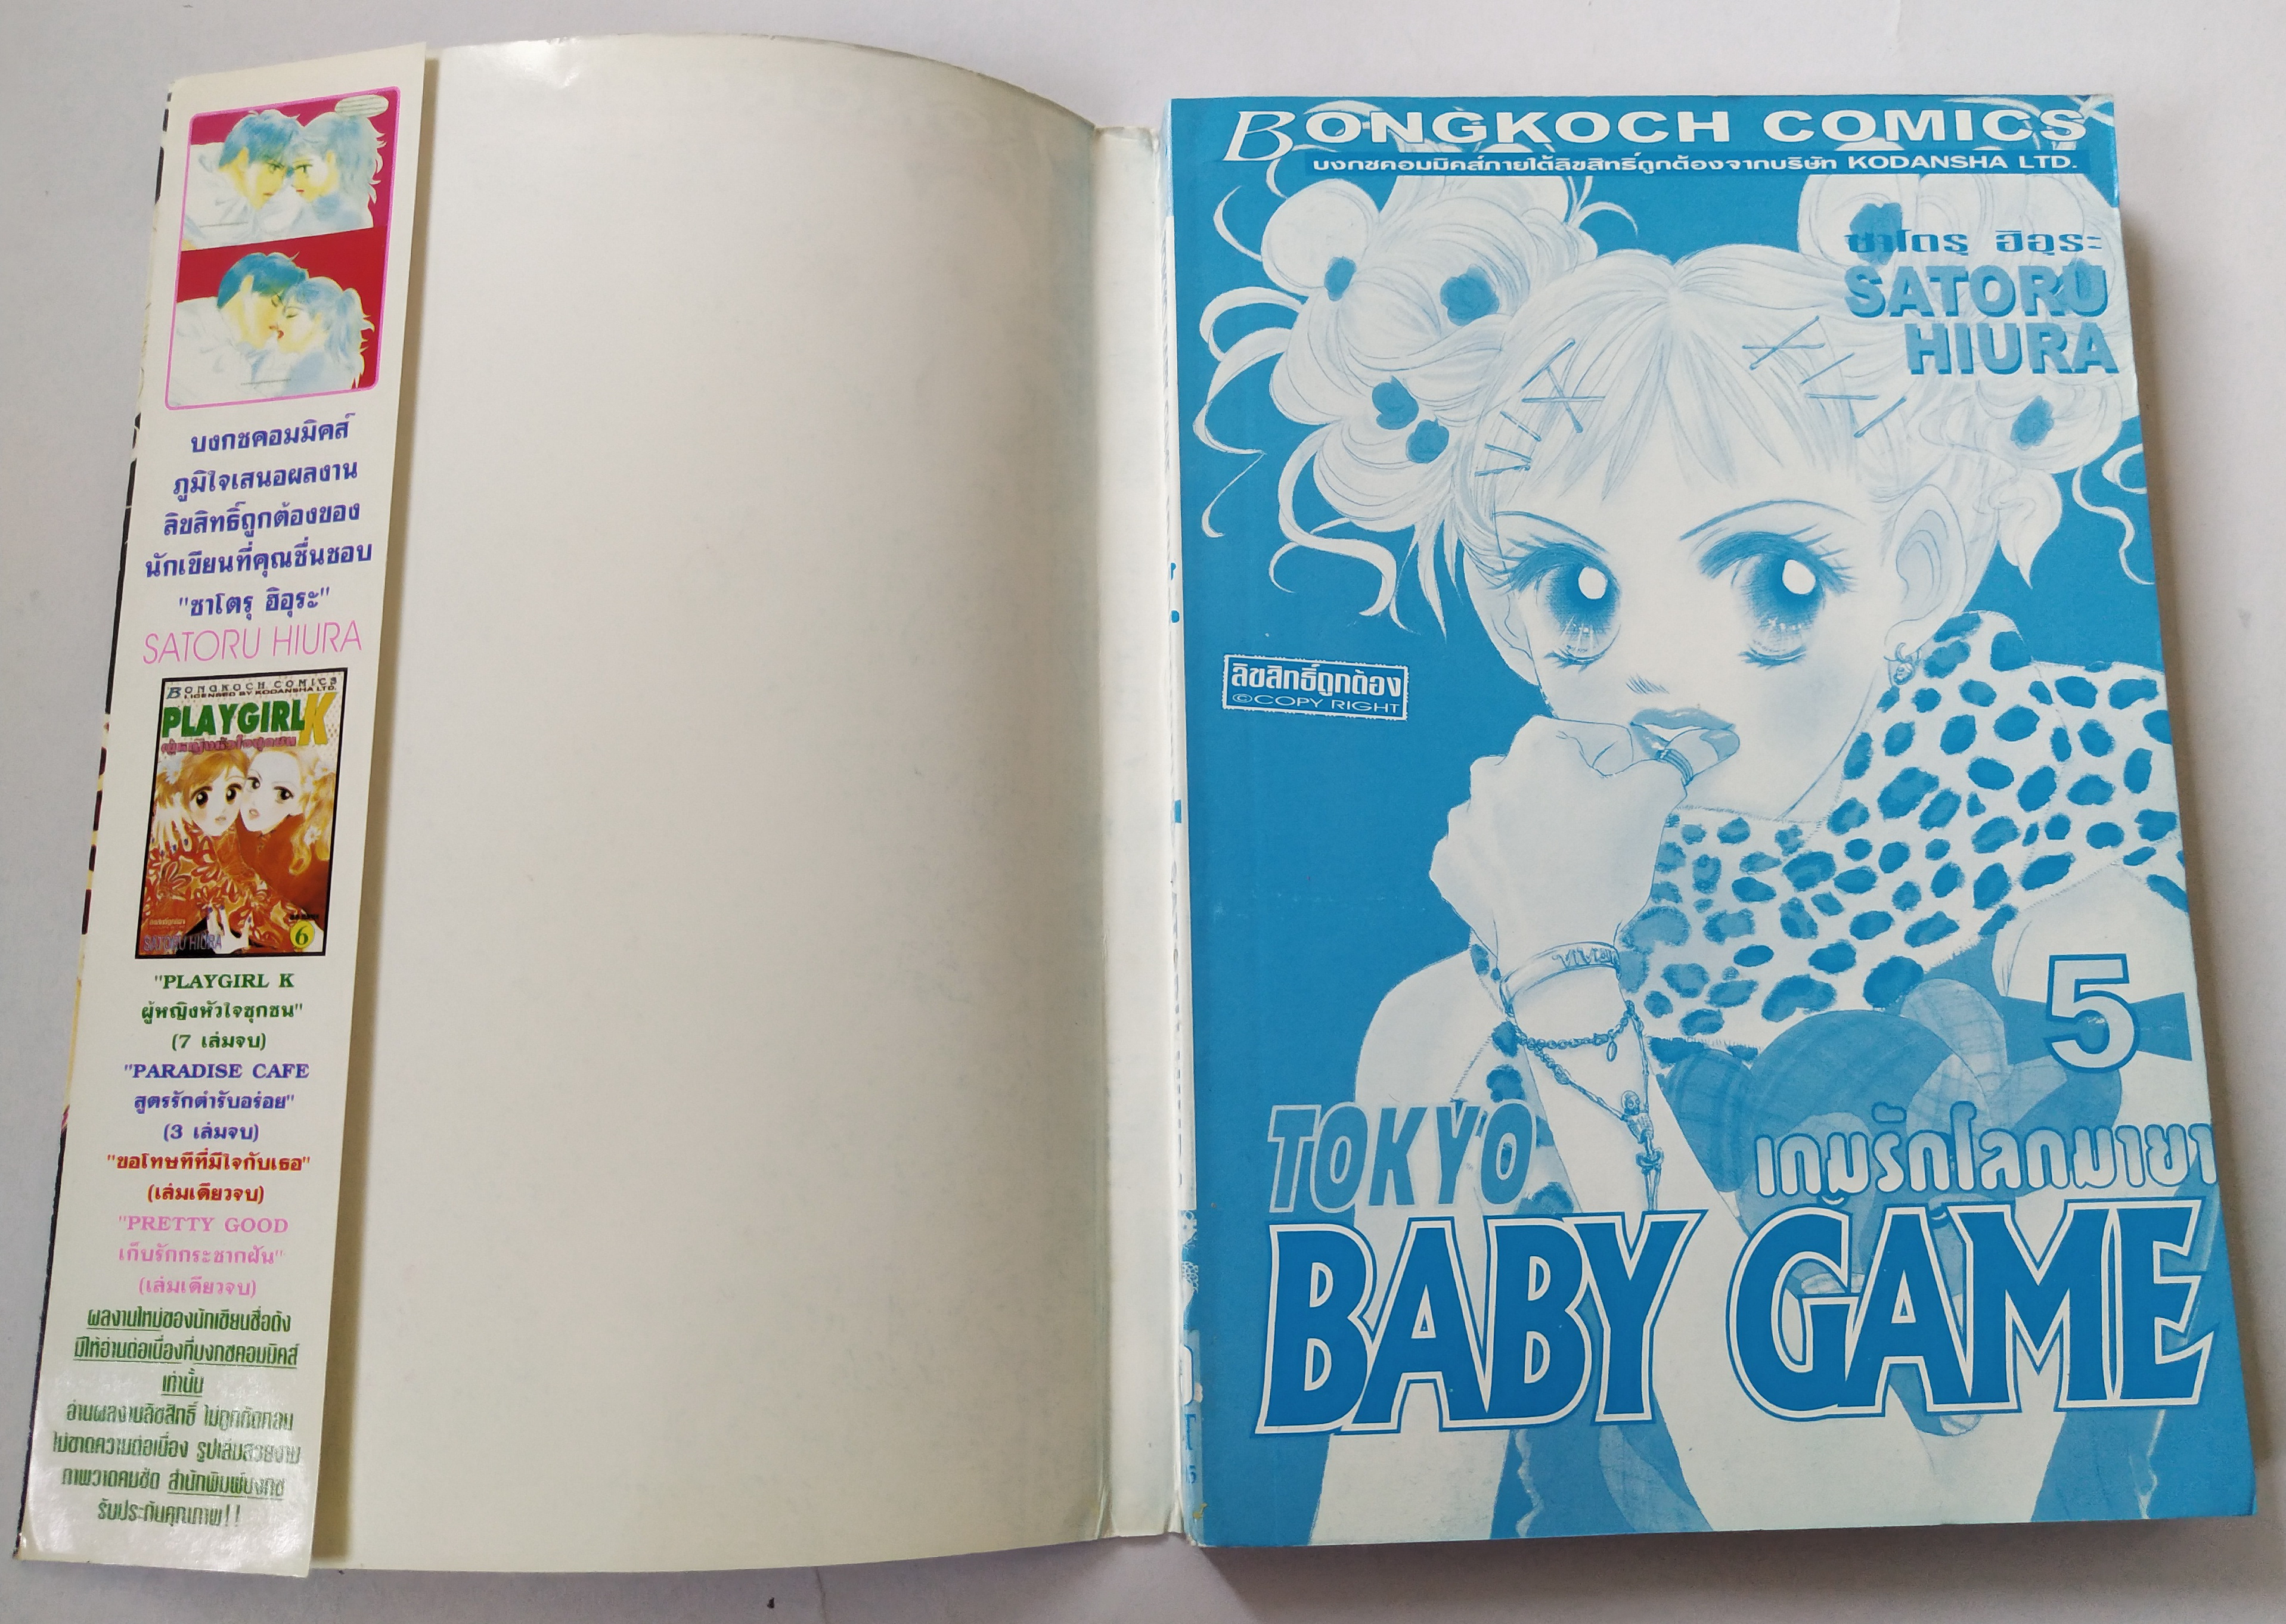 บงกชคอมมิคส์
ภูมิใจเสนอผลงาน
ลิขสิทธิ์ถูกต้องของ
นักเขียนที่คุณชื่นชอบ
"ซาโตรุ ฮิอุระ"
SATORU HIURA
BONGKOCH COMICS
LICENSED BY KODANSHA LTD.
PLAYGIRL K
ผู้หญิงหัวใจซุกซน
SATORU HIURA
6
"PLAYGIRL K
ผู้หญิงหัวใจซุกซน"
(7 เล่มจบ)
"PARADISE CAFE
สูตรรักตำรับอร่อย"
(3 เล่มจบ)
"ขอโทษทีที่มีใจกับเธอ"
(เล่มเดียวจบ)
"PRETTY GOOD
เก็บรักกระชากฝัน"
(เล่มเดียวจบ)
ผลงานใหม่ของนักเขียนชื่อดัง
มีให้อ่านต่อเนื่องที่บงกชคอมมิคส์
เท่านั้น
อ่านผลงานลิขสิทธิ์ ไม่ถูกตัดทอน
ไม่ขาดความต่อเนื่อง รูปเล่มสวยงาม
ภาพวาดคมชัด สำนักพิมพ์บงกช
รับประกันคุณภาพ!!
BONGKOCH COMICS
บงกชคอมมิคส์ภายใต้ลิขสิทธิ์ถูกต้องจากบริษัท KODANSHA LTD.
ซาโตรุ ฮิอุระ
SATORU
HIURA
ลิขสิทธิ์ถูกต้อง
©COPY RIGHT
5
TOKYO
เกมรักโลกมายา
BABY GAME